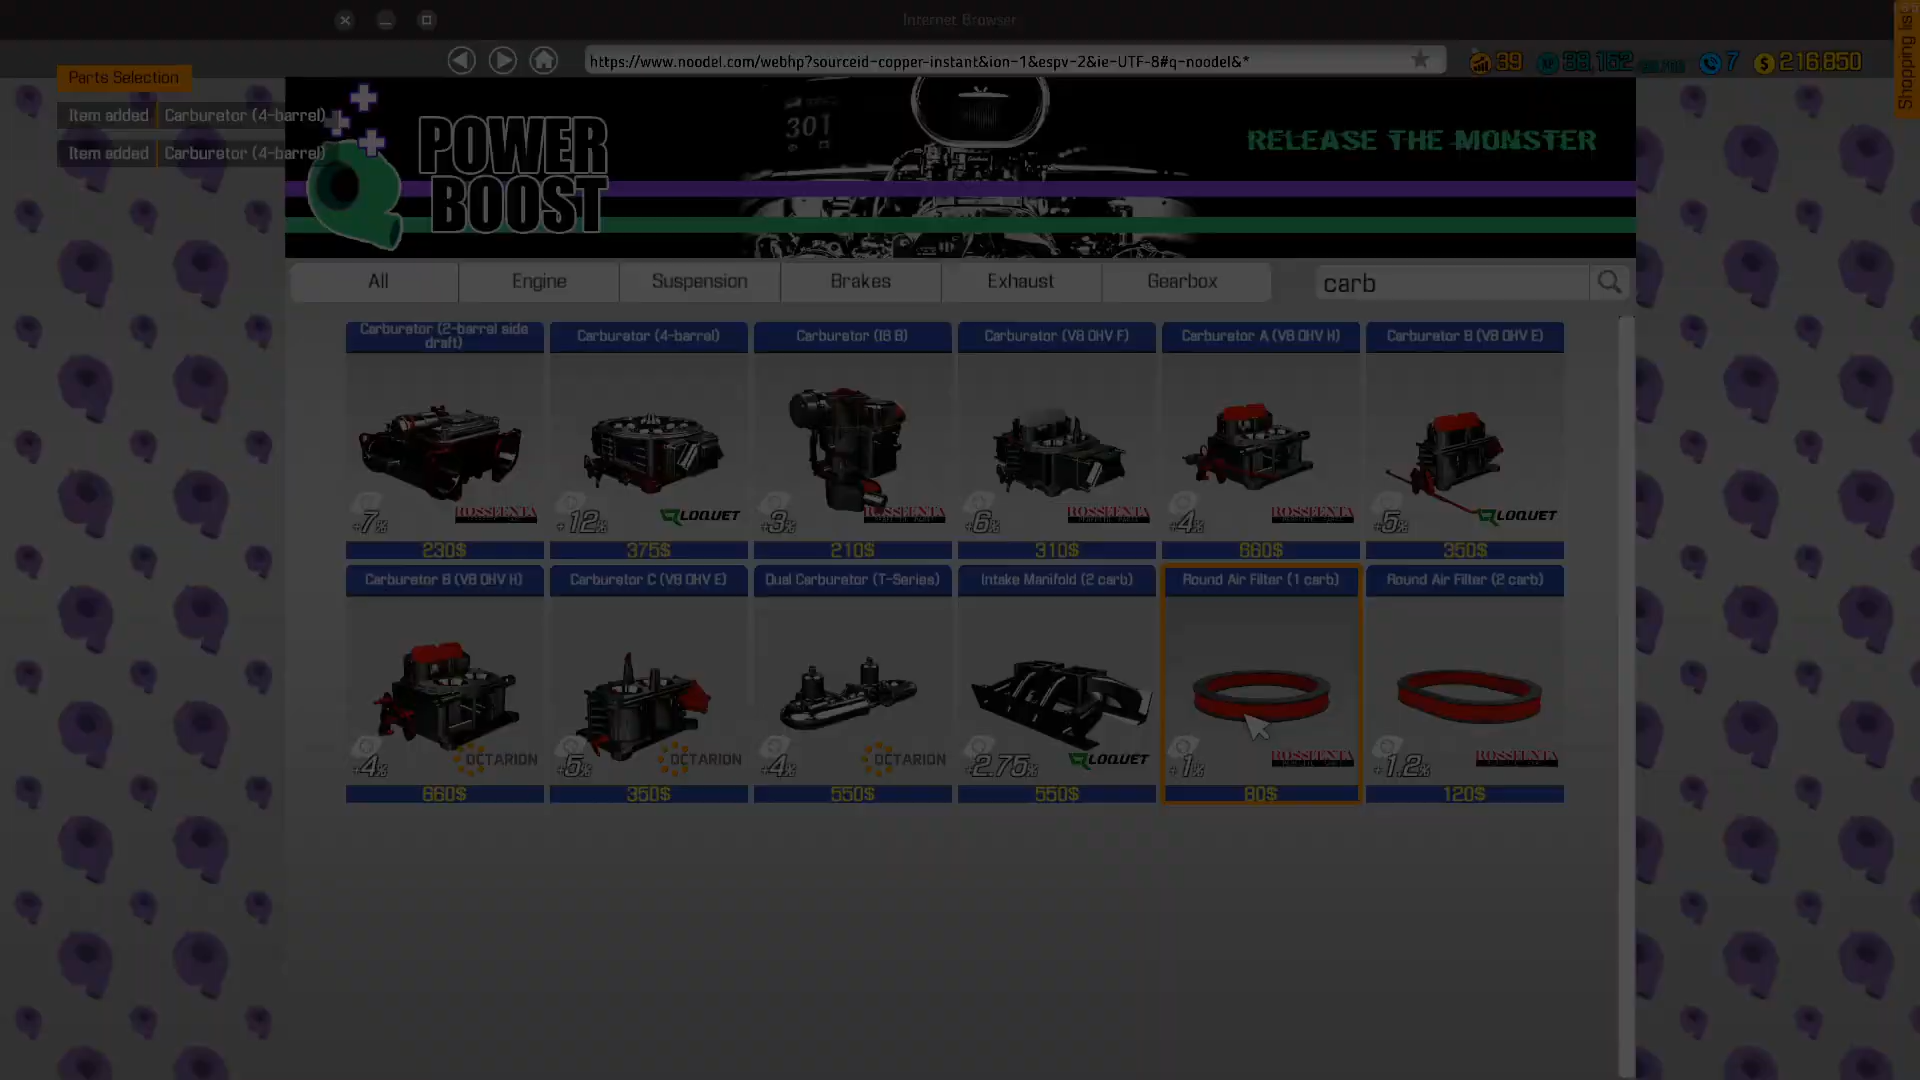 Internet Browser
https://www.noodel.com/webhp?sourceid-copper-instant&ion-1&espv-2&ie-UTF-8#q-noodel&*
39
7
216,850
Shopping list
Parts Selection
Item added Carburetor (4-barrel)
Item added Carburetor (4-barrel)
POWER
BOOST
RELEASE THE MONSTER
All Engine Suspension Brakes Exhaust Gearbox carb
Carburetor (2-barrel side
draft)
Carburetor (4-barrel)
Carburetor (I6 B)
Carburetor (V8 OHV F)
Carburetor A (V8 OHV H)
Carburetor B (V8 OHV E)
+7% +12% LOQUET +3% +6% +4% +5% LOQUET
230$ 375$ 210$ 310$ 660$ 350$
Carburetor B (V8 OHV H)
Carburetor C (V8 OHV E)
Dual Carburetor (T-Series)
Intake Manifold (2 carb)
Round Air Filter (1 carb)
Round Air Filter (2 carb)
+4% OCTARION +5% OCTARION +4% OCTARION +2.75% LOQUET +1% +1.2%
660$ 350$ 550$ 550$ 80$ 120$